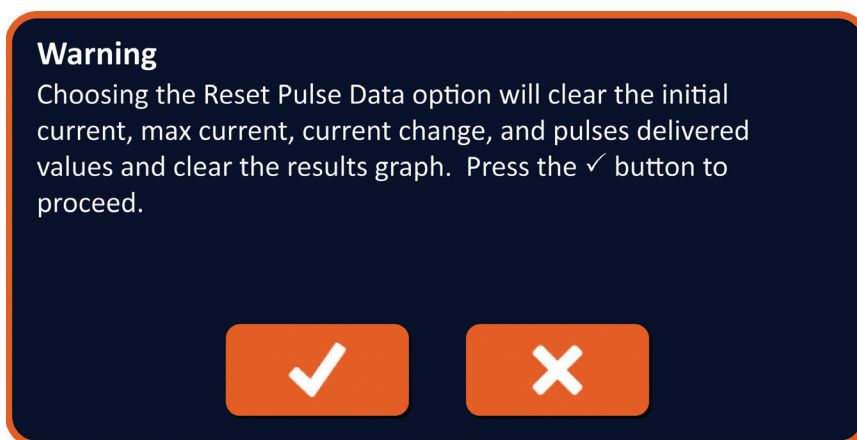 Warning
Choosing the Reset Pulse Data option will clear the initial
current, max current, current change, and pulses delivered
values and clear the results graph.  Press the ✓ button to
proceed.